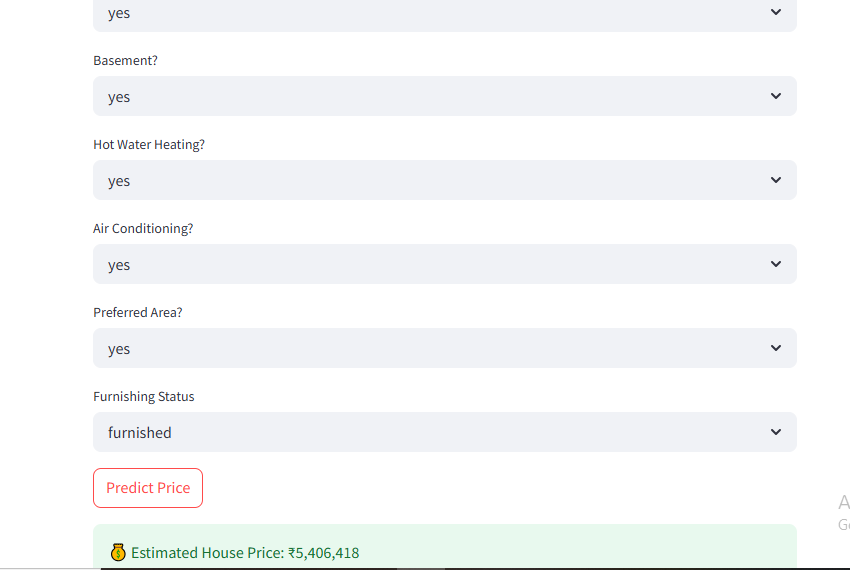 yes
Basement?
yes
Hot Water Heating?
yes
Air Conditioning?
yes
Preferred Area?
yes
Furnishing Status
furnished
Predict Price
Estimated House Price: ₹5,406,418